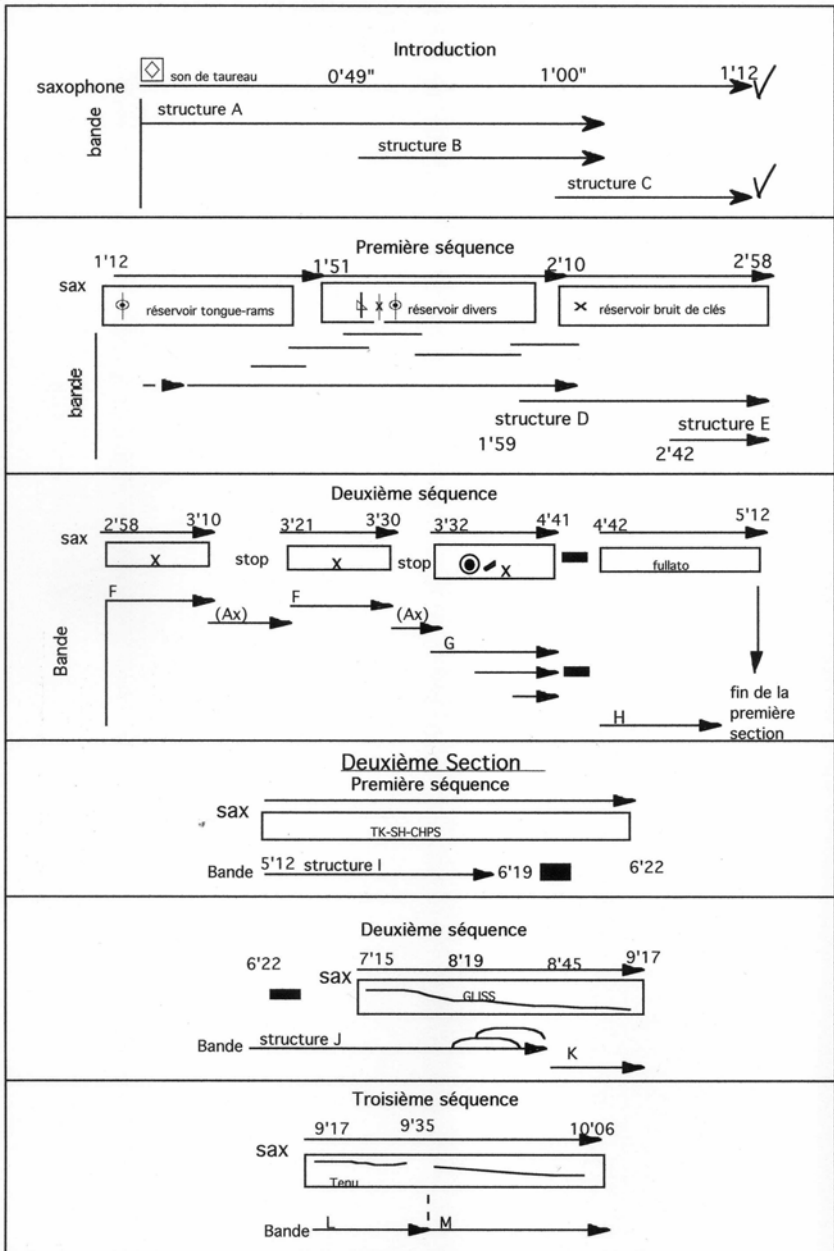 Introduction
son de taureau 0'49" 1'00" 1'12
saxophone
structure A
bande
structure B
structure C
Première séquence
1'12 1'51 2'10 2'58
sax
réservoir tongue-rams réservoir divers réservoir bruit de clés
bande
structure D
structure E
1'59
2'42
Deuxième séquence
2'58 3'10 3'21 3'30 3'32 4'41 4'42 5'12
sax
x stop x stop x fullato
F (Ax) F (Ax)
G
Bande
H
fin de la
première
section
Deuxième Section
Première séquence
sax
TK-SH-CHPS
Bande 5'12 structure I 6'19 6'22
Deuxième séquence
6'22 7'15 8'19 8'45 9'17
sax
GLISS
Bande structure J
K
Troisième séquence
9'17 9'35 10'06
sax
Tenu
Bande L M